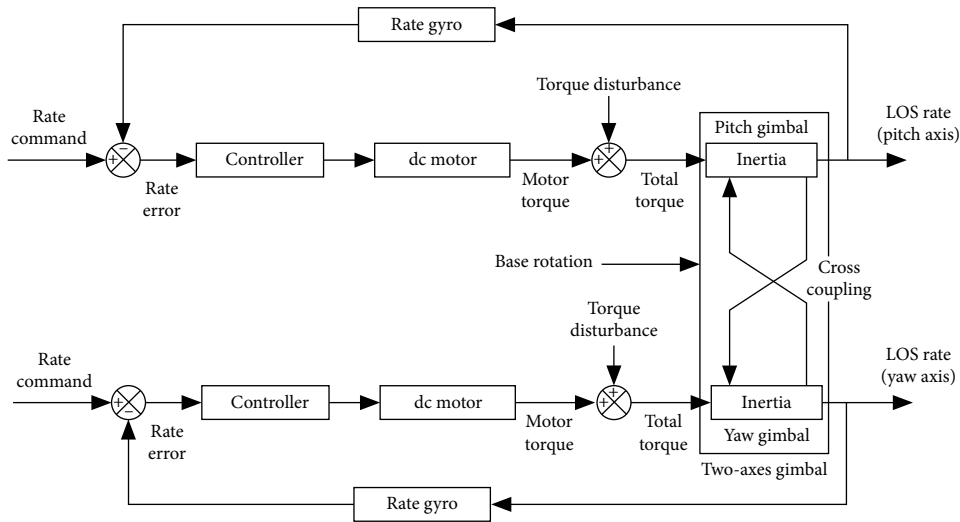 Rate gyro
Torque disturbance
Rate
command
+
−
Rate
error
Controller
dc motor
Motor
torque
+
+
Total
torque
Pitch gimbal
Inertia
LOS rate
(pitch axis)
Base rotation
Cross
coupling
Torque
disturbance
Rate
command
+
−
Rate
error
Controller
dc motor
Motor
torque
+
+
Total
torque
Inertia
Yaw gimbal
Two-axes gimbal
LOS rate
(yaw axis)
Rate gyro